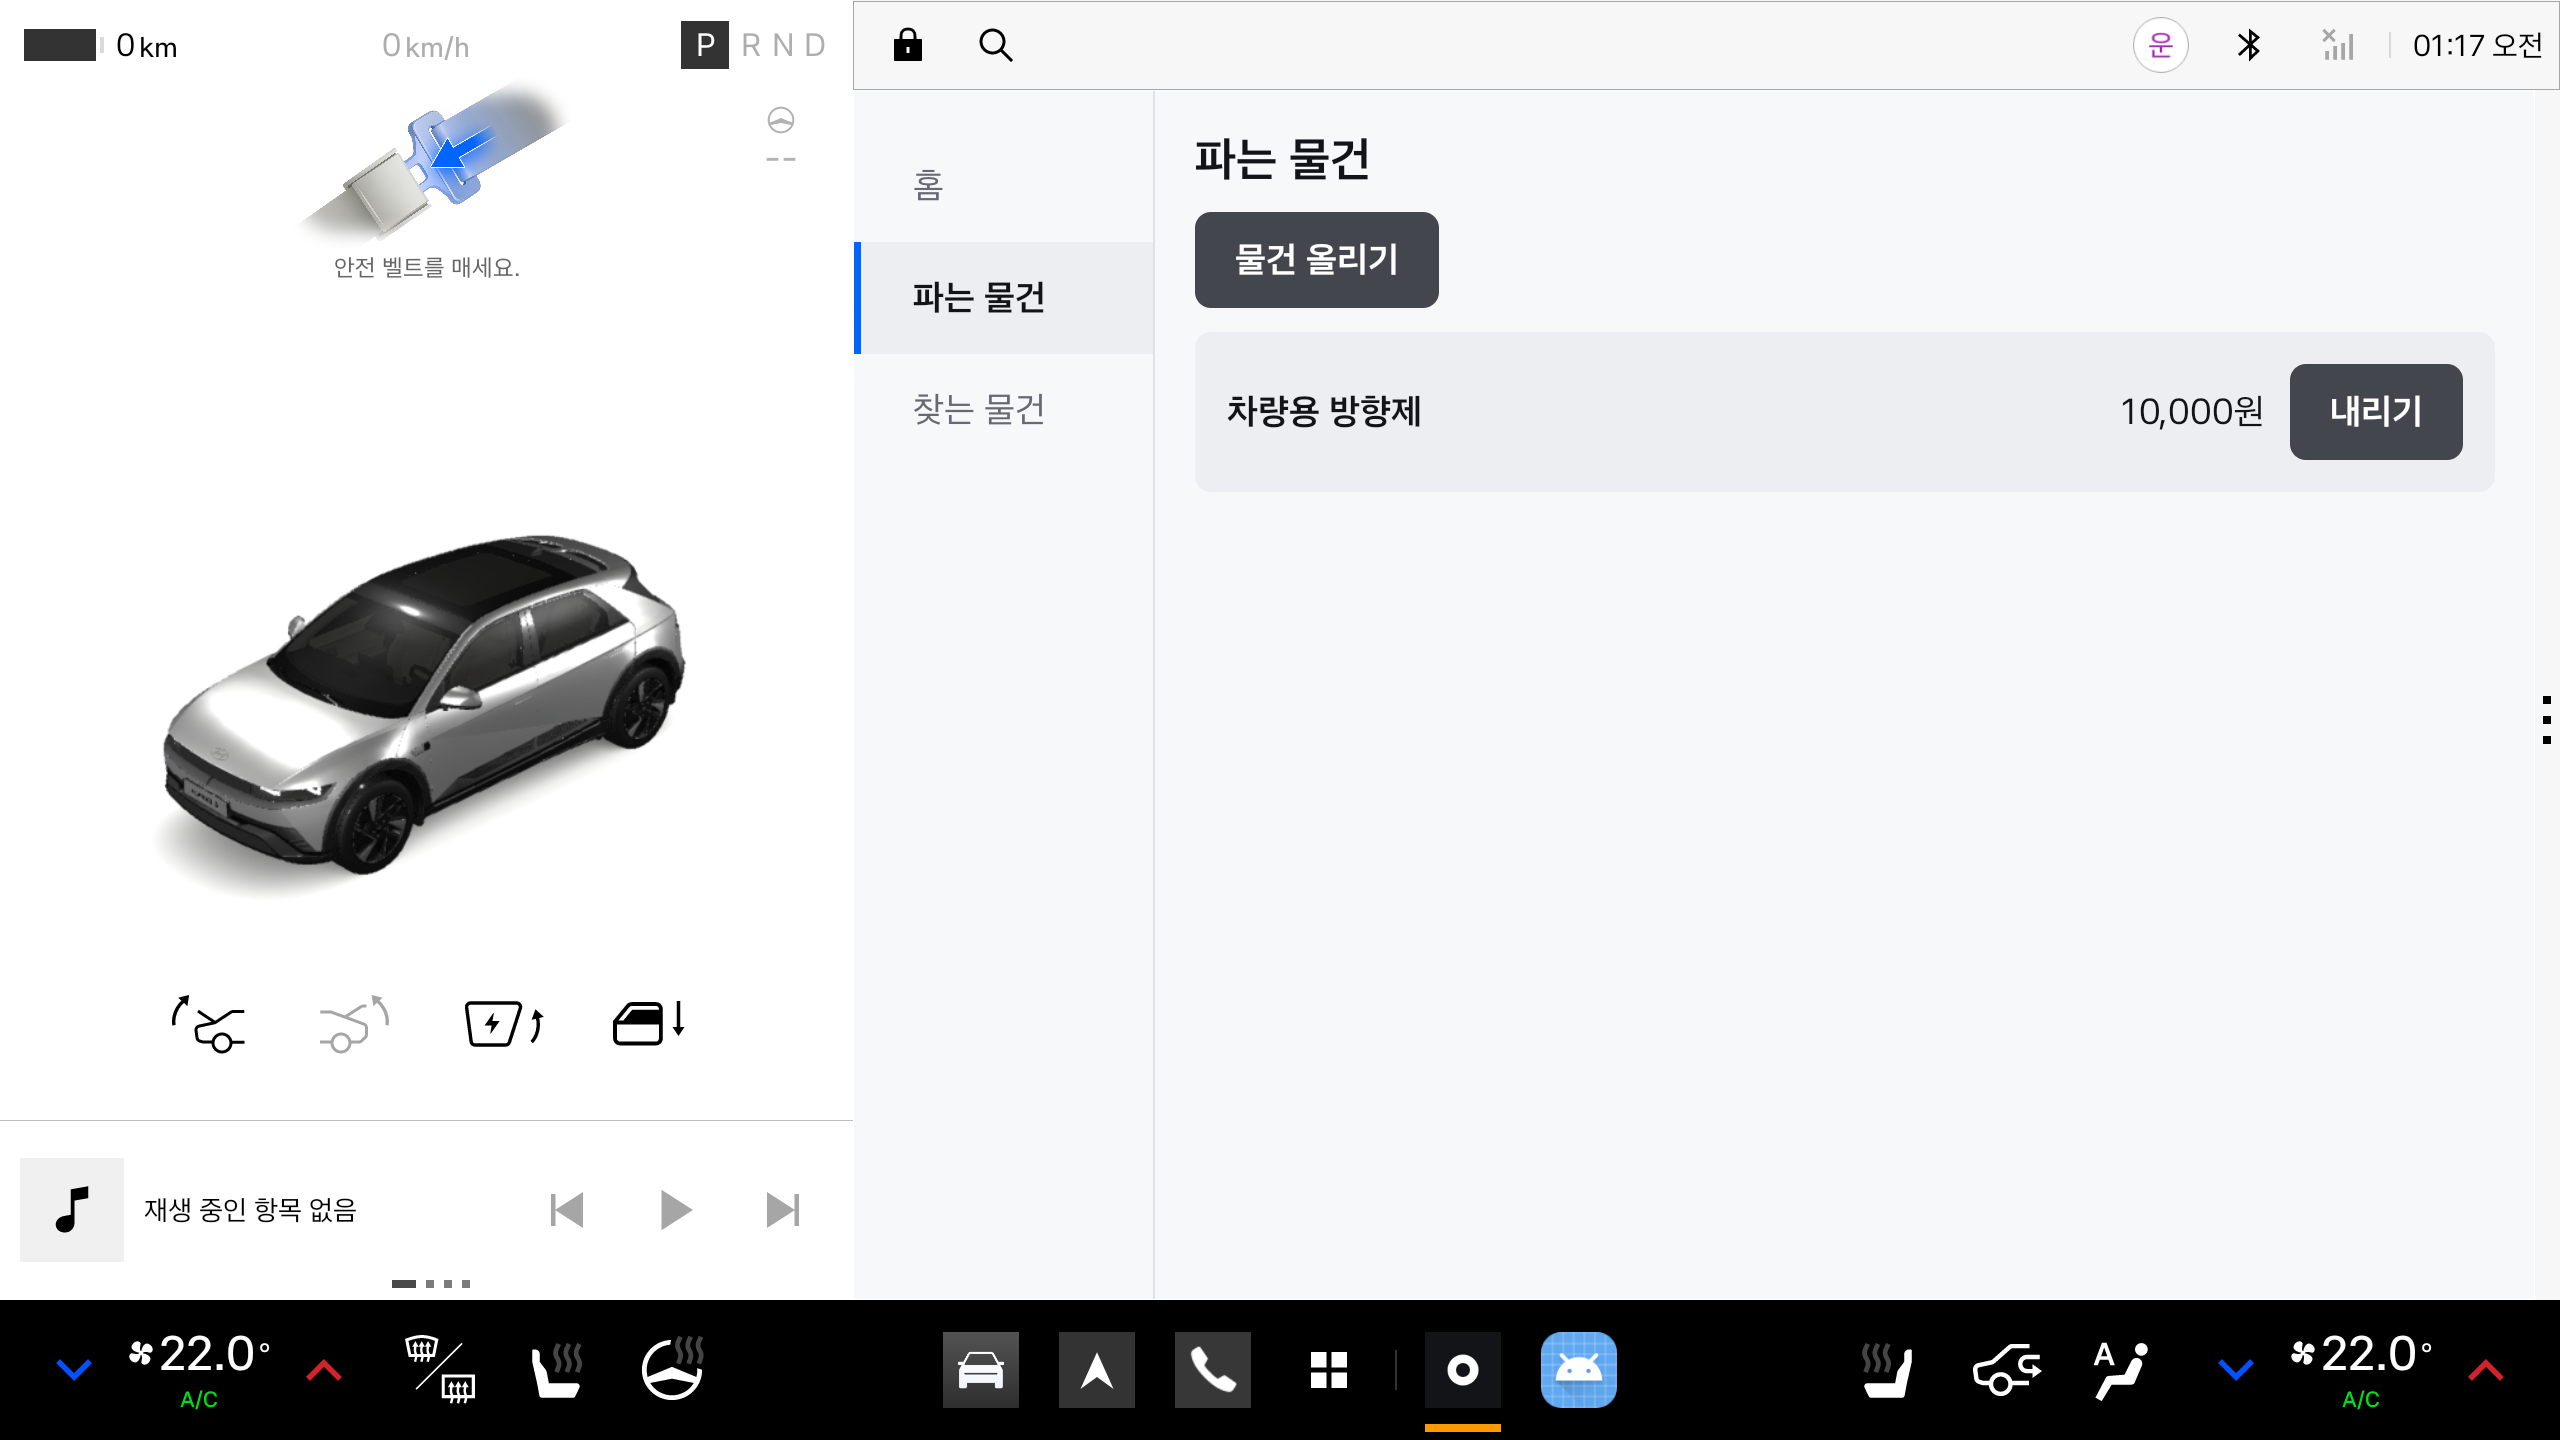 0 km
0 km/h
P R N D
안전 벨트를 매세요.
--
재생 중인 항목 없음
운
01:17 오전
홈
파는 물건
찾는 물건
파는 물건
물건 올리기
차량용 방향제
10,000원
내리기
22.0°
A/C
A
22.0°
A/C